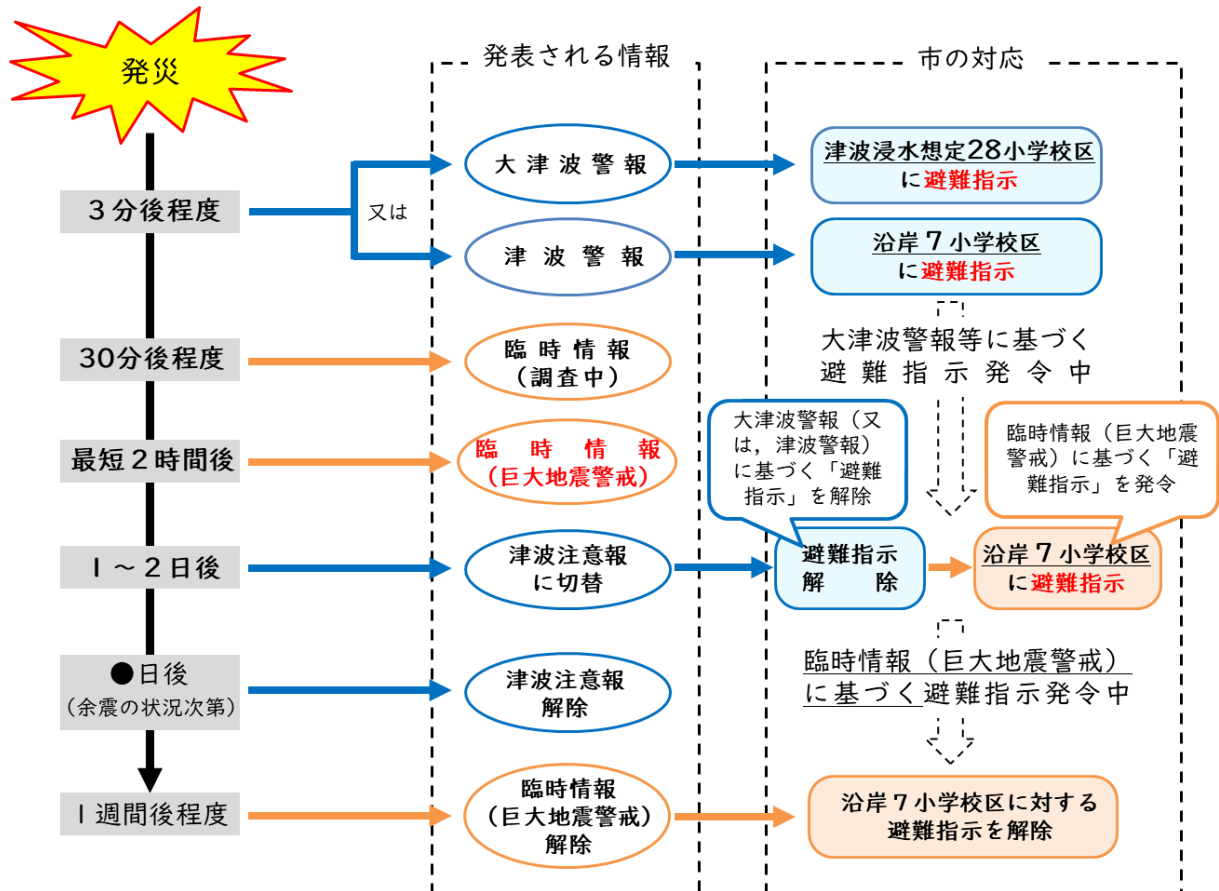 発災
発表される情報
市の対応
3分後程度
又は
大津波警報
津波浸水想定28小学校区
に避難指示
津波警報
沿岸7小学校区
に避難指示
大津波警報等に基づく
避難指示発令中
30分後程度
臨時情報
(調査中)
最短2時間後
臨時情報
(巨大地震警戒)
大津波警報(又
は,津波警報)
に基づく「避難
指示」を解除
臨時情報(巨大地震
警戒)に基づく「避
難指示」を発令
1~2日後
津波注意報
に切替
避難指示
解除
沿岸7小学校区
に避難指示
臨時情報(巨大地震警戒)
に基づく避難指示発令中
●日後
(余震の状況次第)
津波注意報
解除
1週間後程度
臨時情報
(巨大地震警戒)
解除
沿岸7小学校区に対する
避難指示を解除